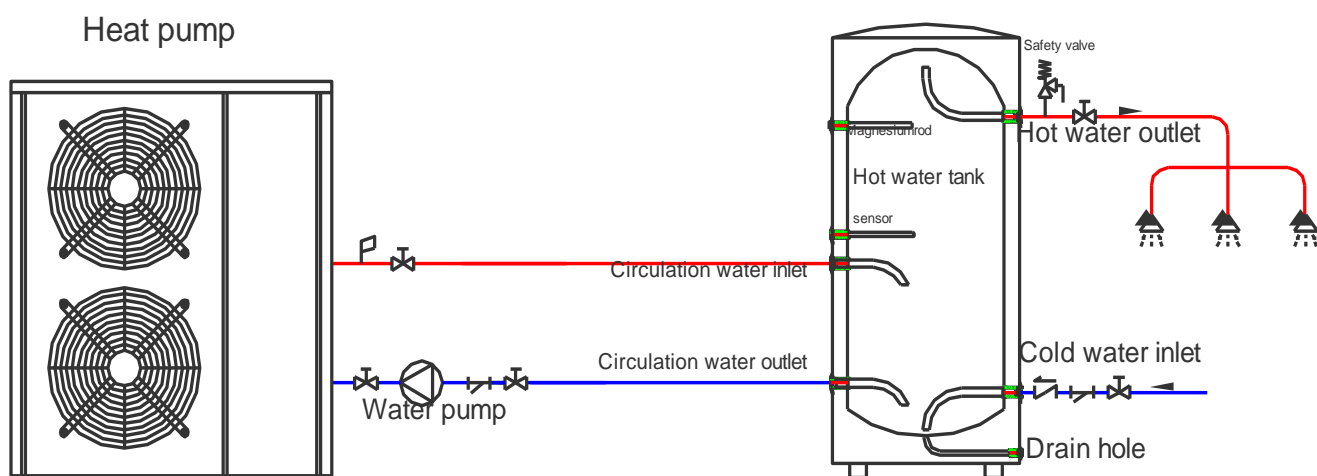 Heat pump
Safety valve
Hot water outlet
Magnesiumrod
Hot water tank
sensor
Circulation water inlet
Circulation water outlet
Cold water inlet
Water pump
Drain hole